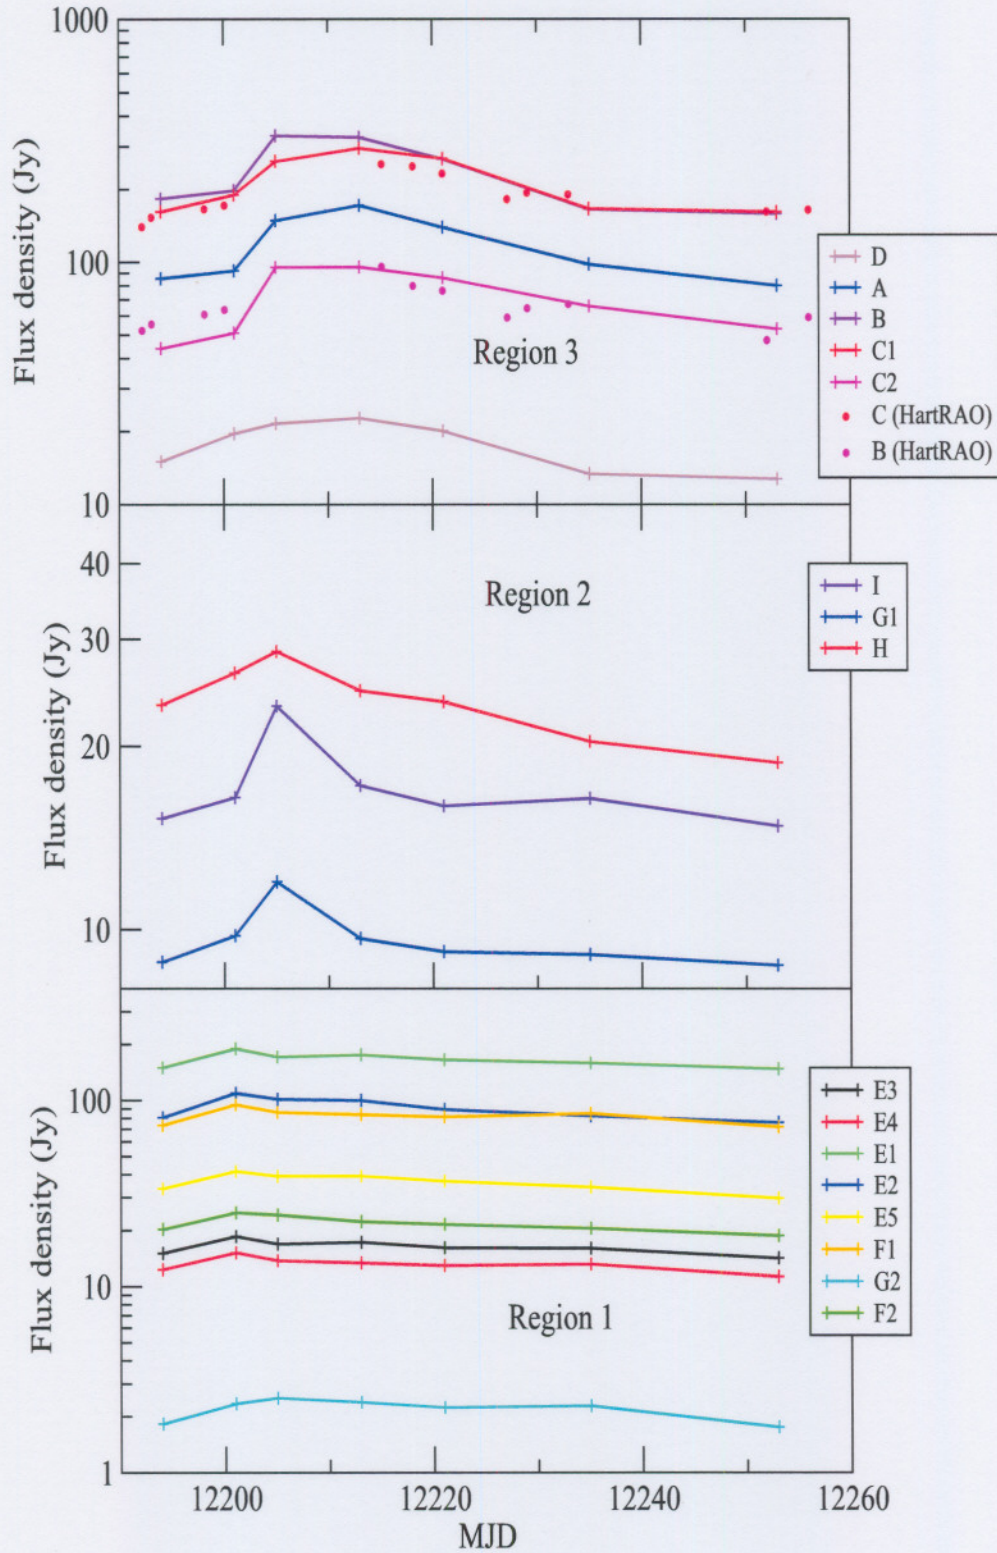 1000
Flux density (Jy)
100
D
A
B
C1
C2
C (HartRAO)
B (HartRAO)
Region 3
10
40
Region 2
I
G1
H
30
Flux density (Jy)
20
10
E3
E4
E1
E2
E5
F1
G2
F2
100
Flux density (Jy)
10
Region 1
1
12200
12220
12240
12260
MJD